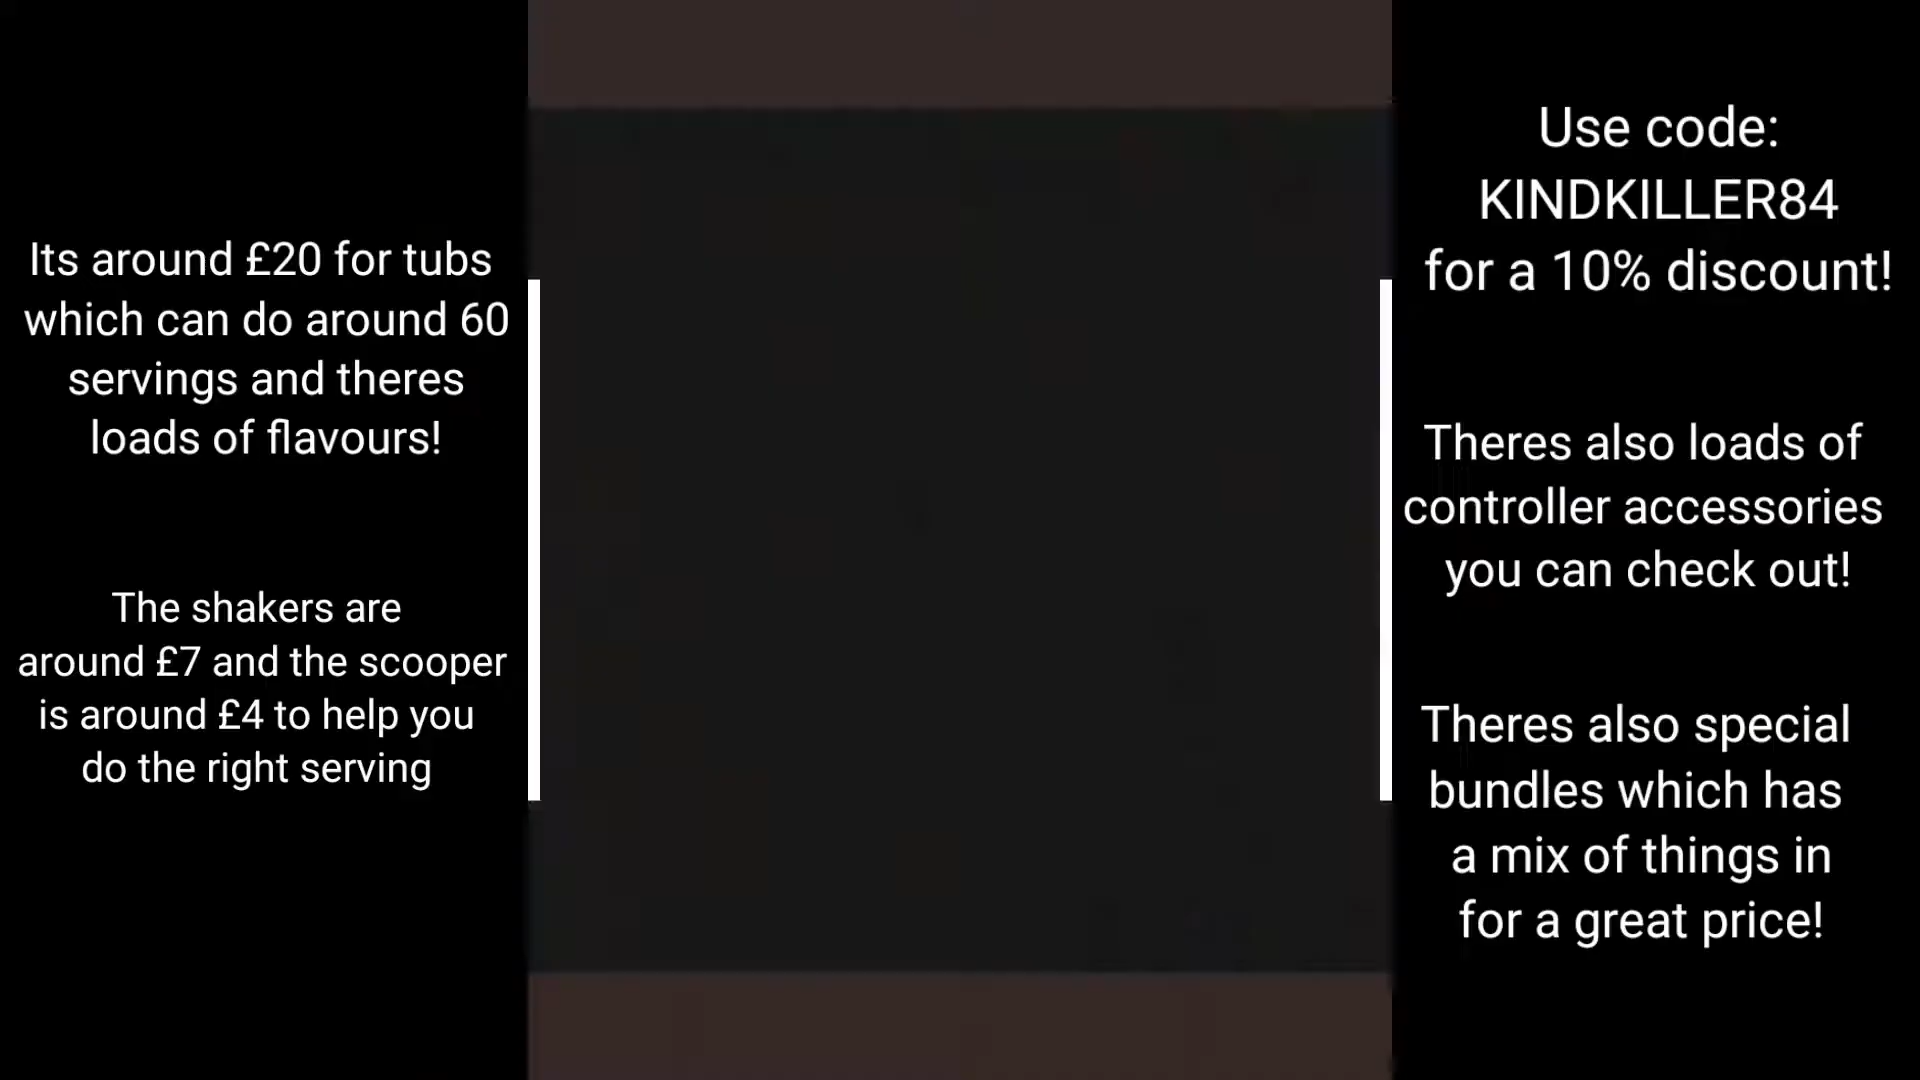 Its around £20 for tubs
which can do around 60
servings and theres
loads of flavours!
The shakers are
around £7 and the scooper
is around £4 to help you
do the right serving
Use code:
KINDKILLER84
for a 10% discount!
Theres also loads of
controller accessories
you can check out!
Theres also special
bundles which has
a mix of things in
for a great price!